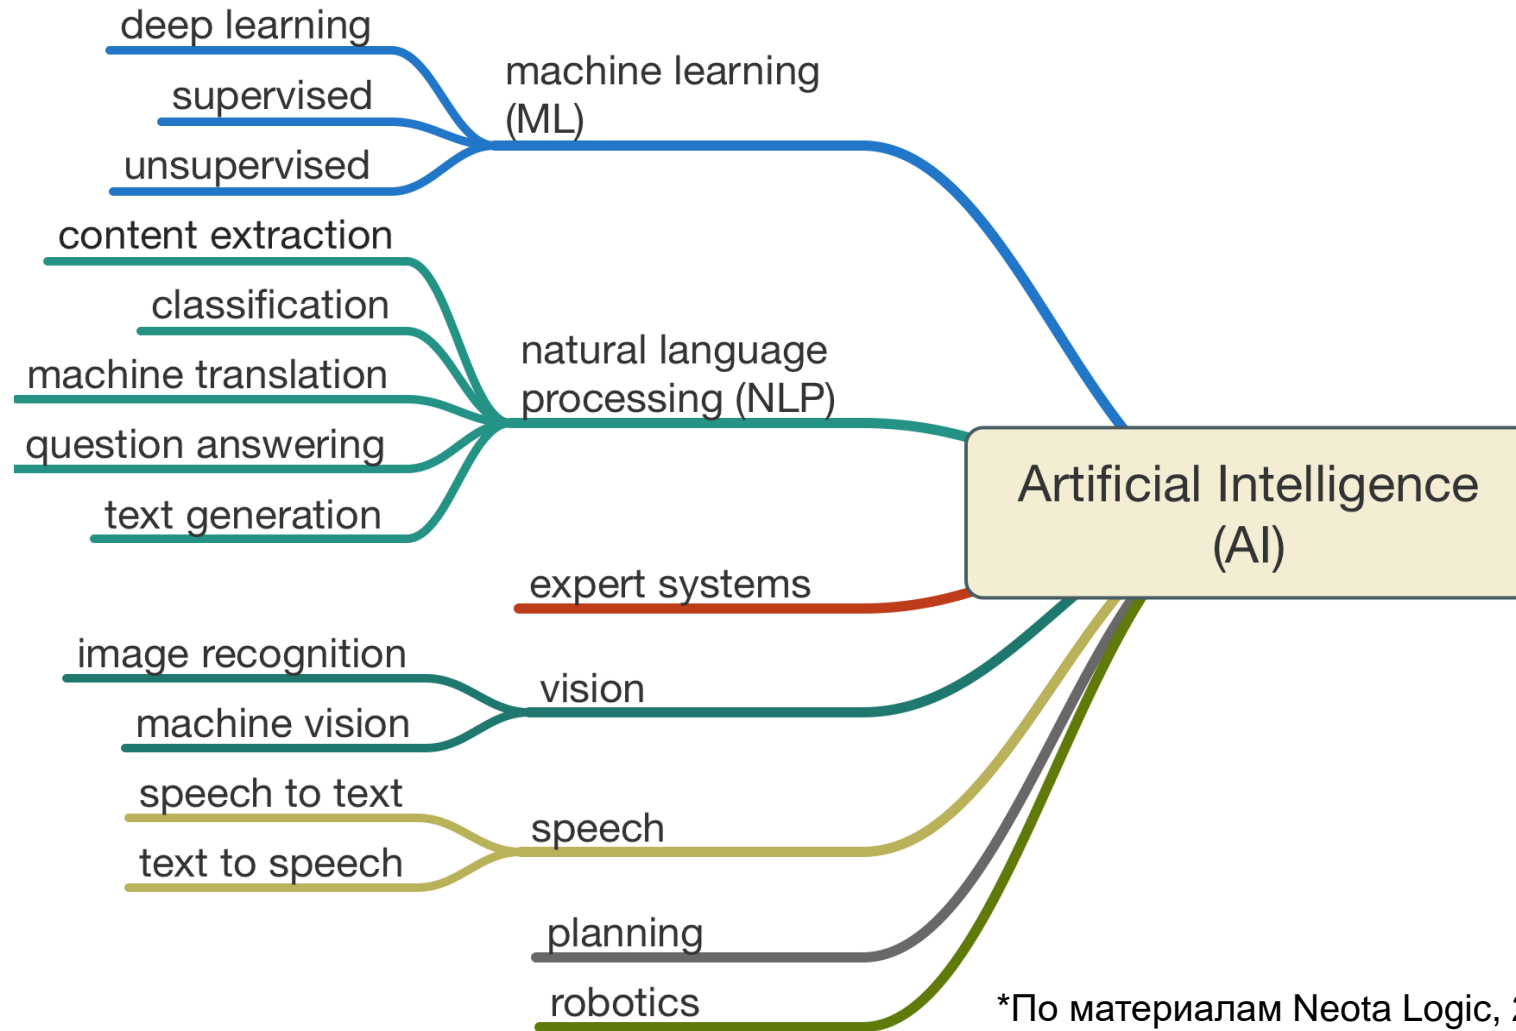 deep learning
supervised
unsupervised
machine learning
(ML)
content extraction
classification
machine translation
question answering
text generation
natural language
processing (NLP)
expert systems
image recognition
machine vision
vision
speech to text
text to speech
speech
planning
robotics
Artificial Intelligence
(AI)
*По материалам Neota Logic,